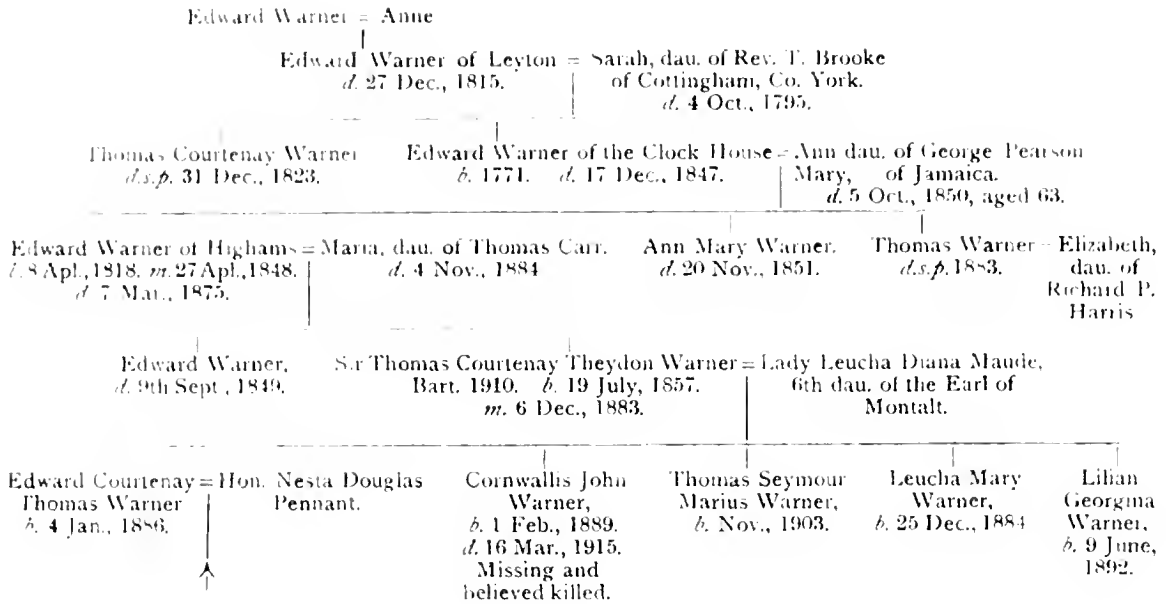 Edward Warner = Anne
Edward Warner of Leyton = Sarah, dau. of Rev. T. Brooke
d. 27 Dec., 1815. of Cottingham, Co. York.
d. 4 Oct., 1795.
Thomas Courtenay Warner Edward Warner of the Clock House = Ann dau. of George Pearson
d.s.p. 31 Dec., 1823. b. 1771. d. 17 Dec., 1847. Mary, of Jamaica.
d. 5 Oct., 1850, aged 63.
Edward Warner of Highams = Maria, dau. of Thomas Carr. Ann Mary Warner. Thomas Warner = Elizabeth,
b. 8 Apl., 1818. m. 27 Apl., 1848. d. 4 Nov., 1884 d. 20 Nov., 1851. d.s.p. 1883. dau. of
d. 7 Mar., 1875. Richard P.
Harris
Edward Warner, Sir Thomas Courtenay Theydon Warner = Lady Leucha Diana Maude,
d. 9th Sept., 1849. Bart. 1910. b. 19 July, 1857. 6th dau. of the Earl of
m. 6 Dec., 1883. Montalt.
Edward Courtenay = Hon. Nesta Douglas Cornwallis John Thomas Seymour Leucha Mary Lilian
Thomas Warner Pennant. Warner, Marius Warner, Warner, Georgina
b. 4 Jan., 1886. b. 1 Feb., 1889. b. Nov., 1903. b. 25 Dec., 1884 Warner,
d. 16 Mar., 1915. b. 9 June,
Missing and 1892.
believed killed.